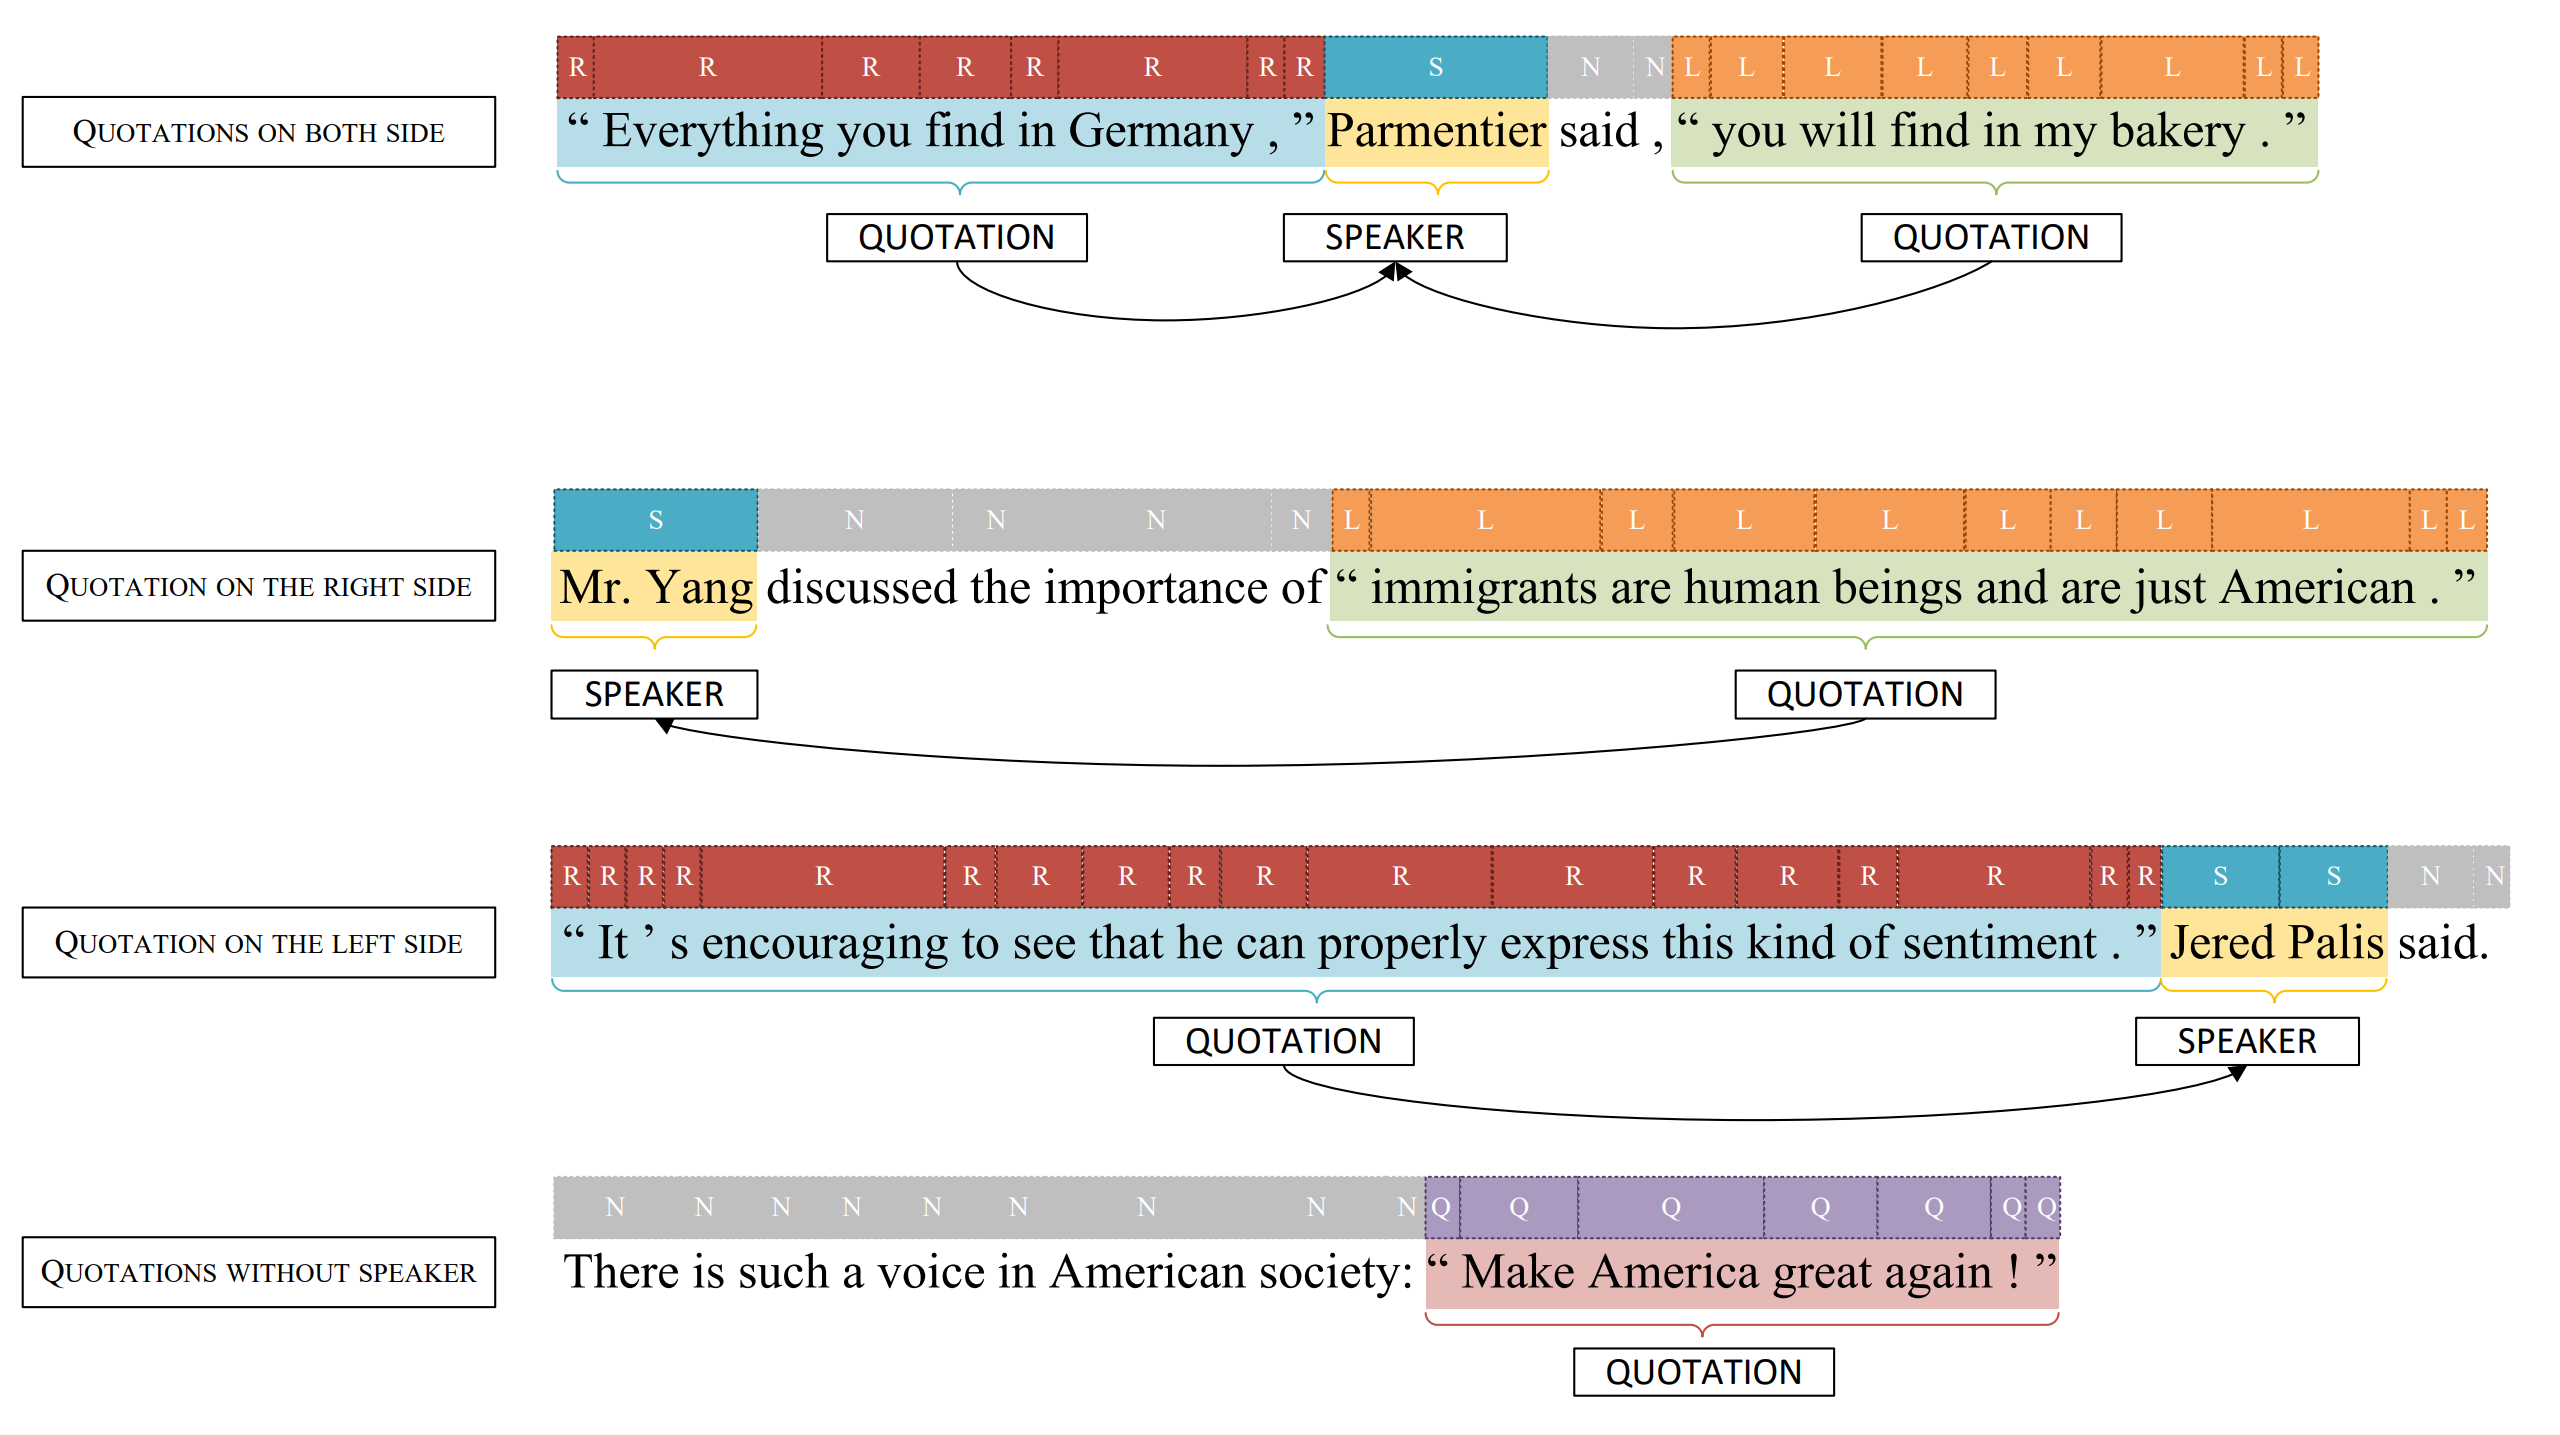 R R R R R R R R S N N L L L L L L L L L
QUOTATIONS ON BOTH SIDE
“ Everything you find in Germany , ” Parmentier said , “ you will find in my bakery . ”
QUOTATION SPEAKER QUOTATION
S N N N N L L L L L L L L L L L
QUOTATION ON THE RIGHT SIDE
Mr. Yang discussed the importance of “ immigrants are human beings and are just American . ”
SPEAKER QUOTATION
R R R R R R R R R R R R R R R R R R S S N N
QUOTATION ON THE LEFT SIDE
“ It ’ s encouraging to see that he can properly express this kind of sentiment . ” Jered Palis said.
QUOTATION SPEAKER
N N N N N N N N N Q Q Q Q Q Q Q
QUOTATIONS WITHOUT SPEAKER
There is such a voice in American society: “ Make America great again ! ”
QUOTATION